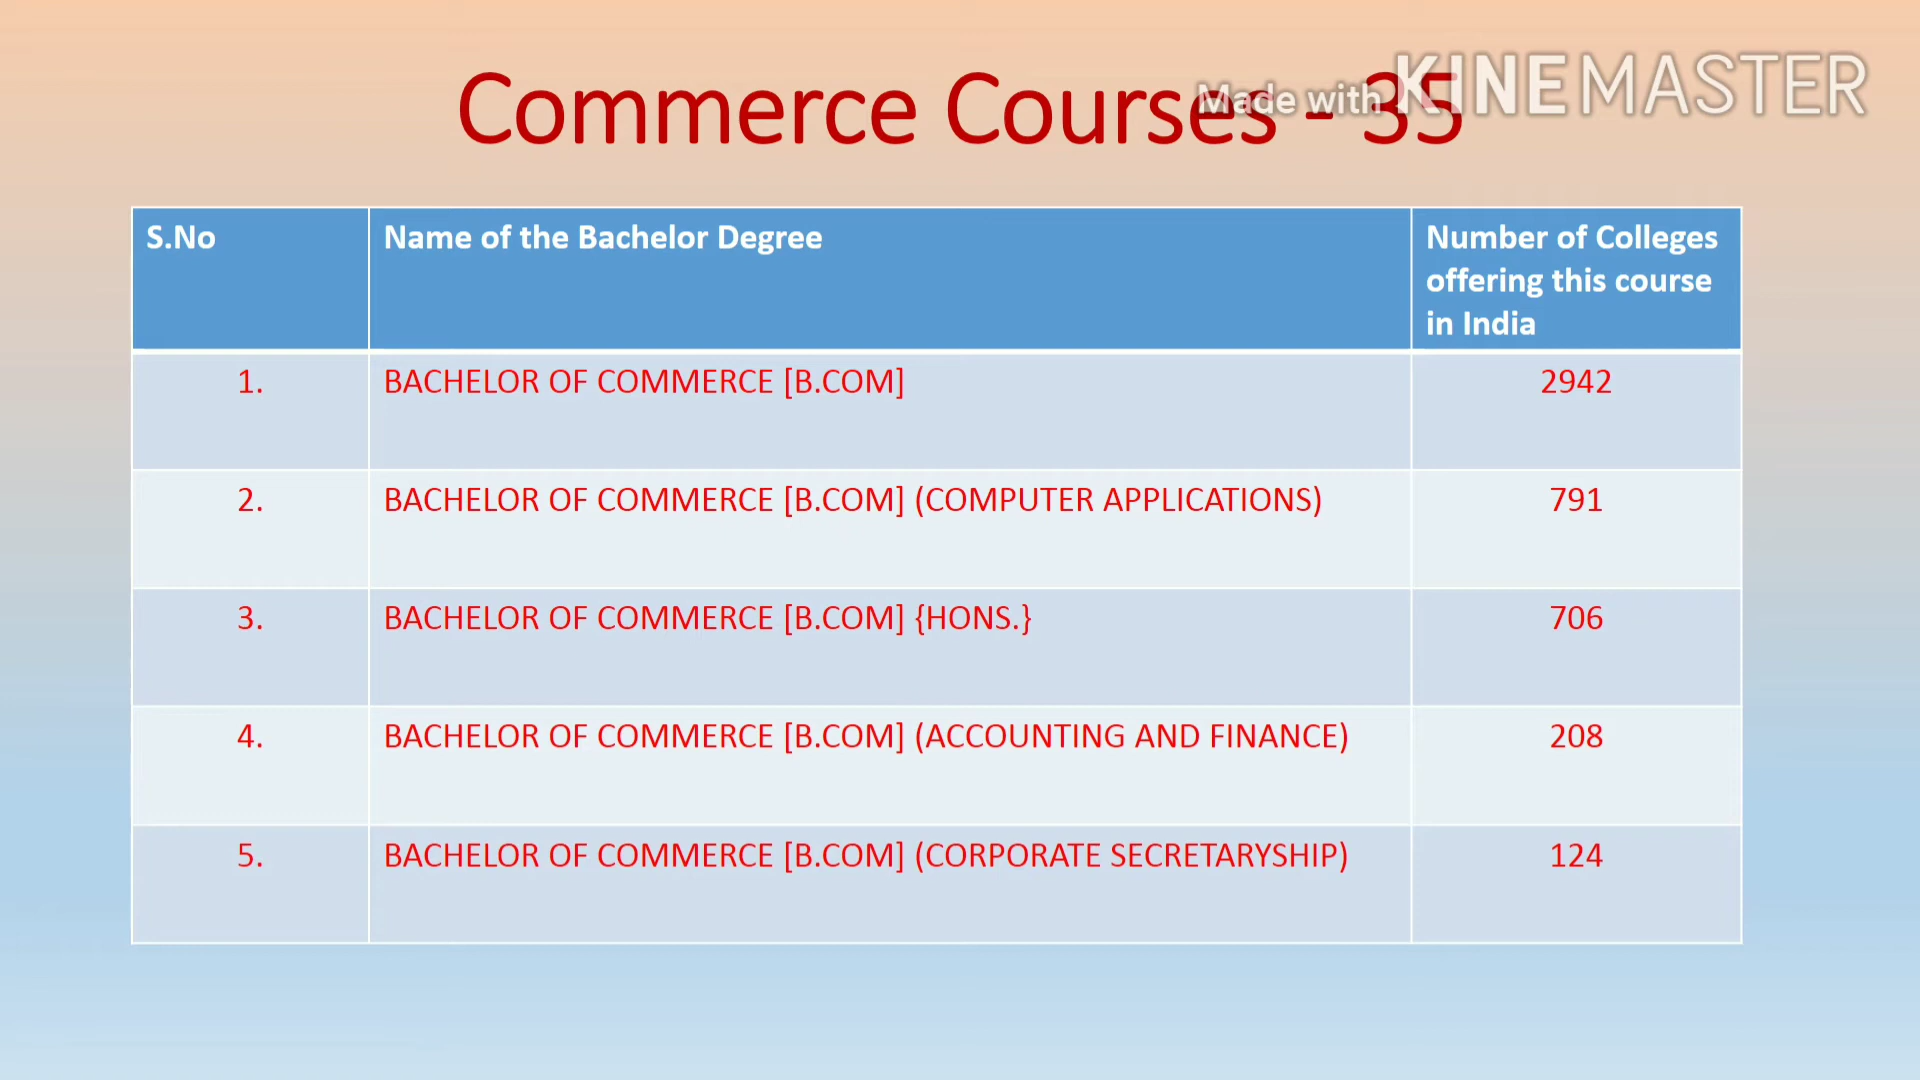 Commerce Courses - 35
Made with KINEMASTER
S.No
Name of the Bachelor Degree
Number of Colleges
offering this course
in India
1.
BACHELOR OF COMMERCE [B.COM]
2942
2.
BACHELOR OF COMMERCE [B.COM] (COMPUTER APPLICATIONS)
791
3.
BACHELOR OF COMMERCE [B.COM] {HONS.}
706
4.
BACHELOR OF COMMERCE [B.COM] (ACCOUNTING AND FINANCE)
208
5.
BACHELOR OF COMMERCE [B.COM] (CORPORATE SECRETARYSHIP)
124